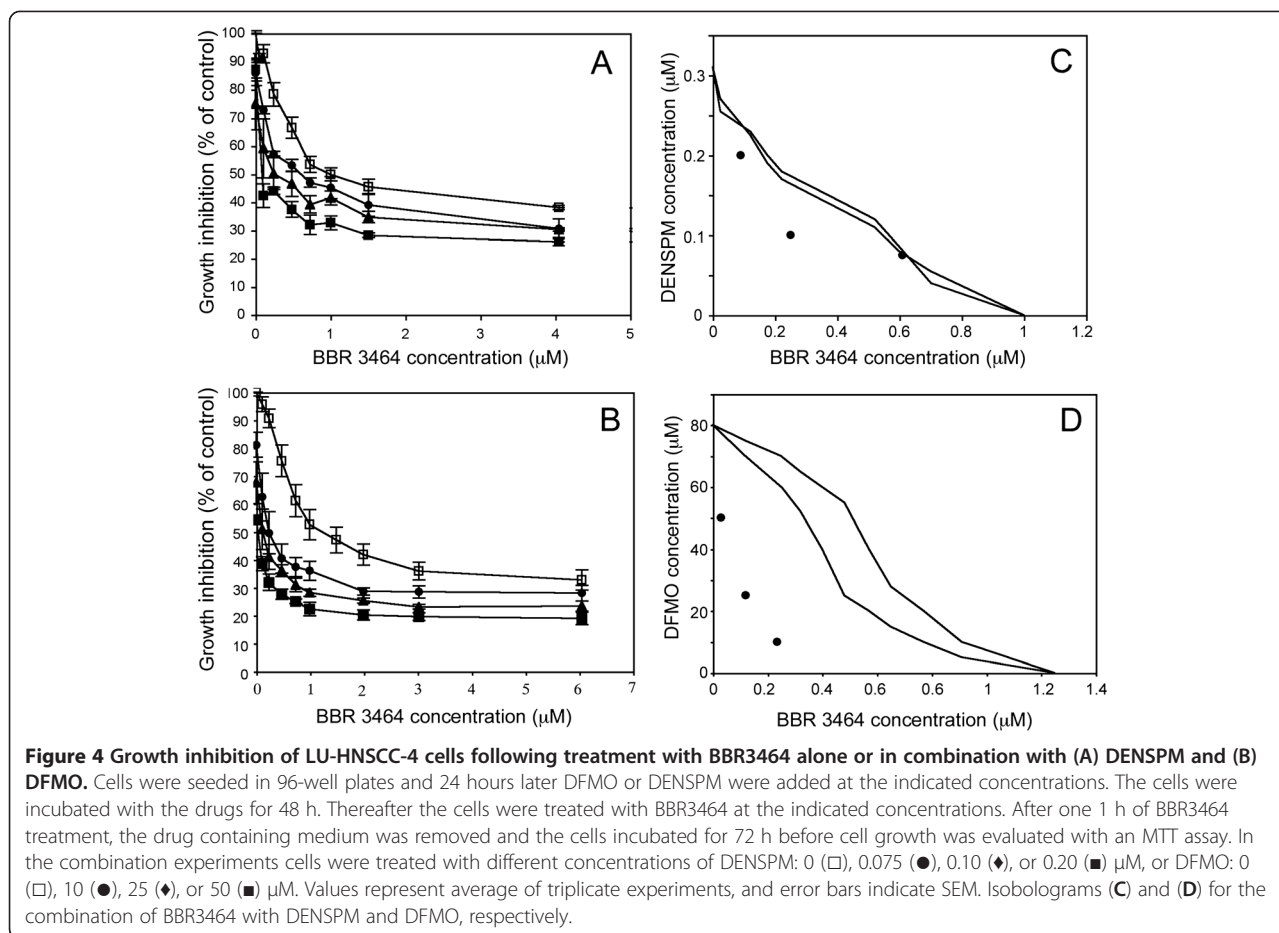 A
Growth inhibition (% of control)
100
90
80
70
60
50
40
30
20
10
0
0 1 2 3 4 5
BBR 3464 concentration (μM)
C
DENSPM concentration (μM)
0.3
0.2
0.1
0
0 0.2 0.4 0.6 0.8 1 1.2
BBR 3464 concentration (μM)
B
Growth inhibition (% of control)
100
90
80
70
60
50
40
30
20
10
0
0 1 2 3 4 5 6 7
BBR 3464 concentration (μM)
D
DFMO concentration (μM)
80
60
40
20
0
0 0.2 0.4 0.6 0.8 1 1.2 1.4
BBR 3464 concentration (μM)
Figure 4 Growth inhibition of LU-HNSCC-4 cells following treatment with BBR3464 alone or in combination with (A) DENSPM and (B)
DFMO. Cells were seeded in 96-well plates and 24 hours later DFMO or DENSPM were added at the indicated concentrations. The cells were
incubated with the drugs for 48 h. Thereafter the cells were treated with BBR3464 at the indicated concentrations. After one 1 h of BBR3464
treatment, the drug containing medium was removed and the cells incubated for 72 h before cell growth was evaluated with an MTT assay. In
the combination experiments cells were treated with different concentrations of DENSPM: 0 (□), 0.075 (●), 0.10 (♦), or 0.20 (■) μM, or DFMO: 0
(□), 10 (●), 25 (♦), or 50 (■) μM. Values represent average of triplicate experiments, and error bars indicate SEM. Isobolograms (C) and (D) for the
combination of BBR3464 with DENSPM and DFMO, respectively.